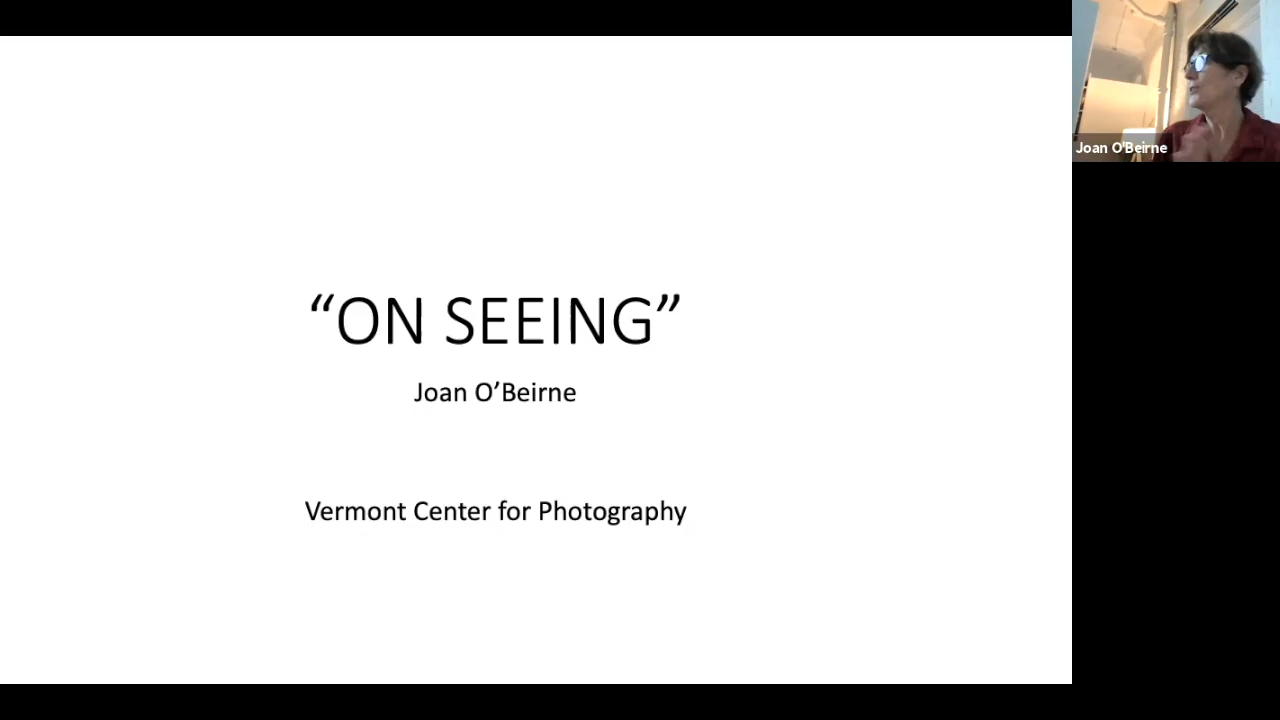 “ON SEEING”
Joan O’Beirne
Vermont Center for Photography
Joan O'Beirne